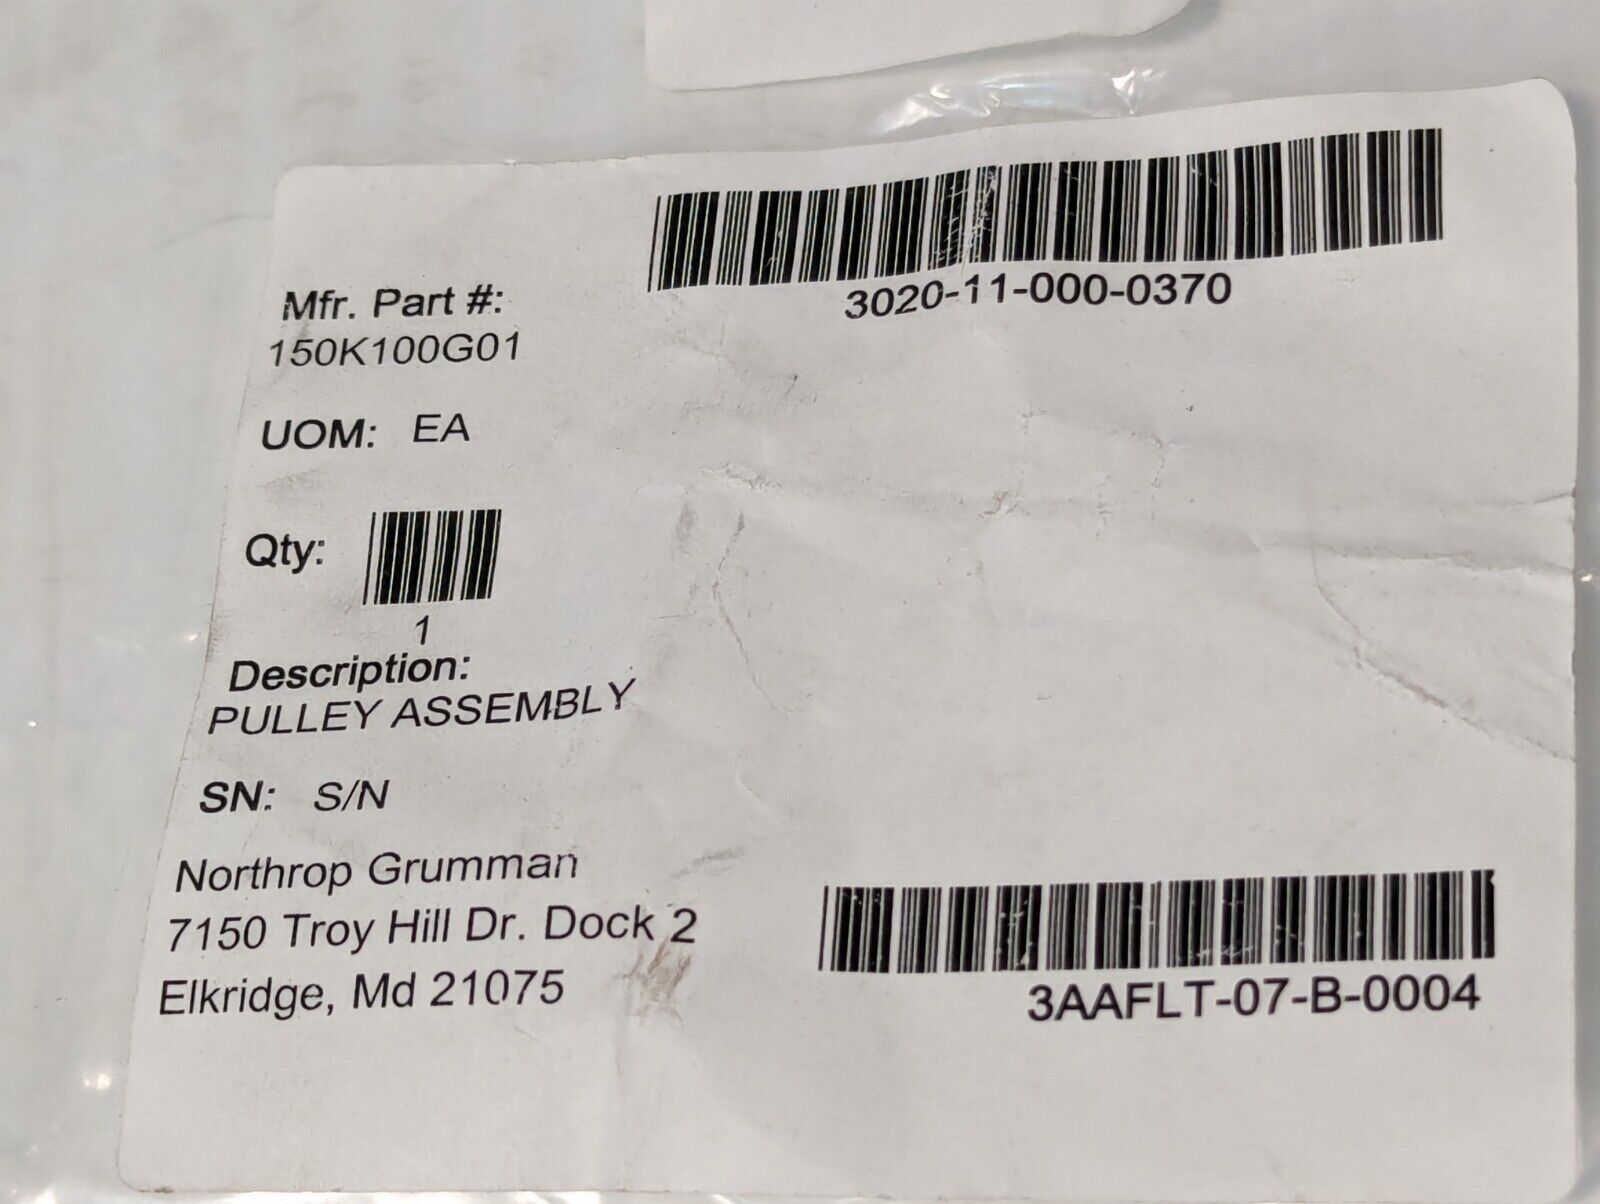 3020-11-000-0370
Mfr. Part #:
150K100G01
UOM: EA
Qty:
1
Description:
PULLEY ASSEMBLY
SN: S/N
Northrop Grumman
7150 Troy Hill Dr. Dock 2
Elkridge, Md 21075
3AAFLT-07-B-0004